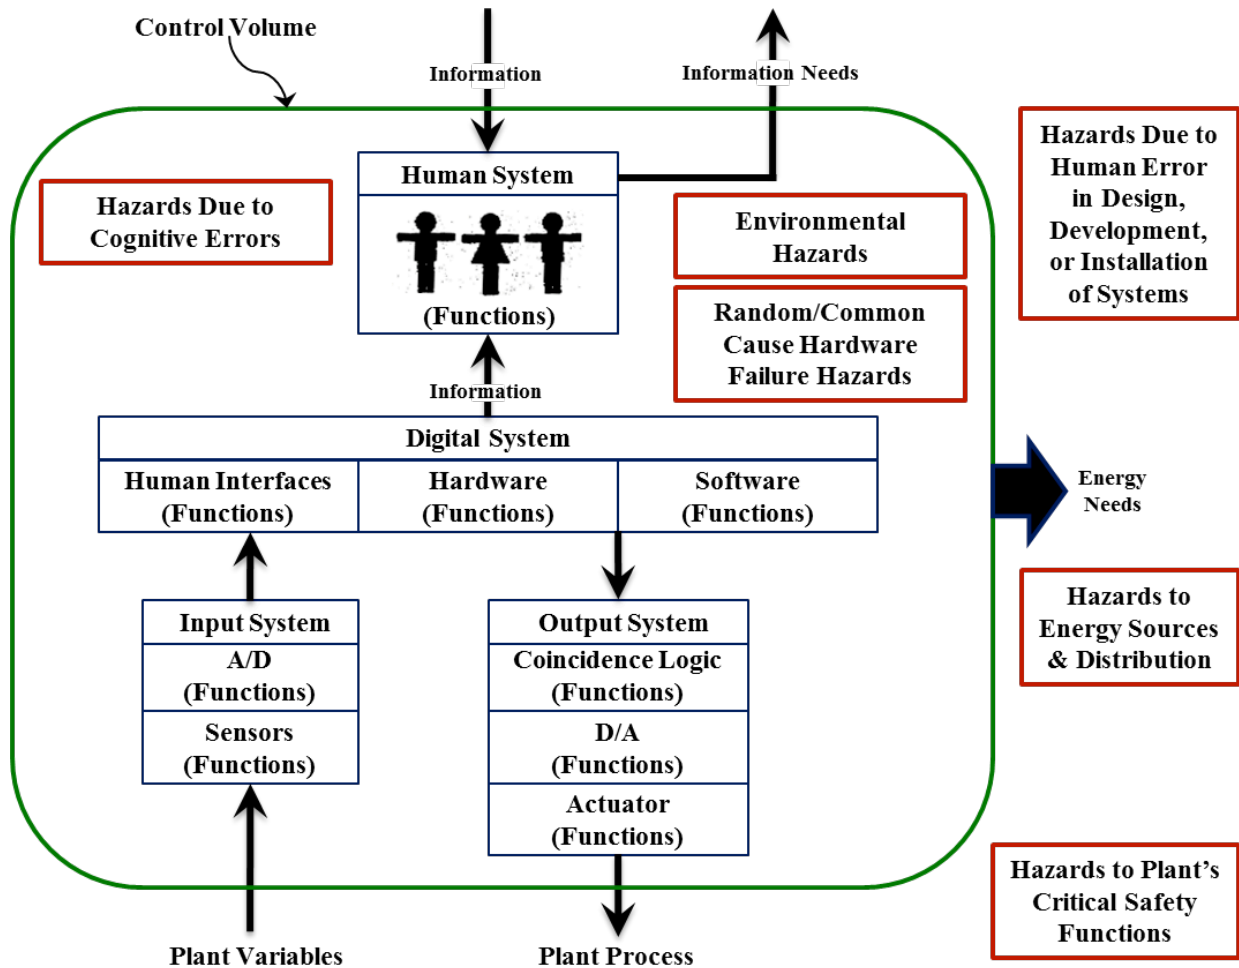 Control Volume
Information
Information Needs
Hazards Due to
Cognitive Errors
Human System
(Functions)
Environmental
Hazards
Random/Common
Cause Hardware
Failure Hazards
Hazards Due to
Human Error
in Design,
Development,
or Installation
of Systems
Information
Digital System
Human Interfaces
(Functions)
Hardware
(Functions)
Software
(Functions)
Energy
Needs
Input System
A/D
(Functions)
Sensors
(Functions)
Output System
Coincidence Logic
(Functions)
D/A
(Functions)
Actuator
(Functions)
Hazards to
Energy Sources
& Distribution
Hazards to Plant's
Critical Safety
Functions
Plant Variables
Plant Process